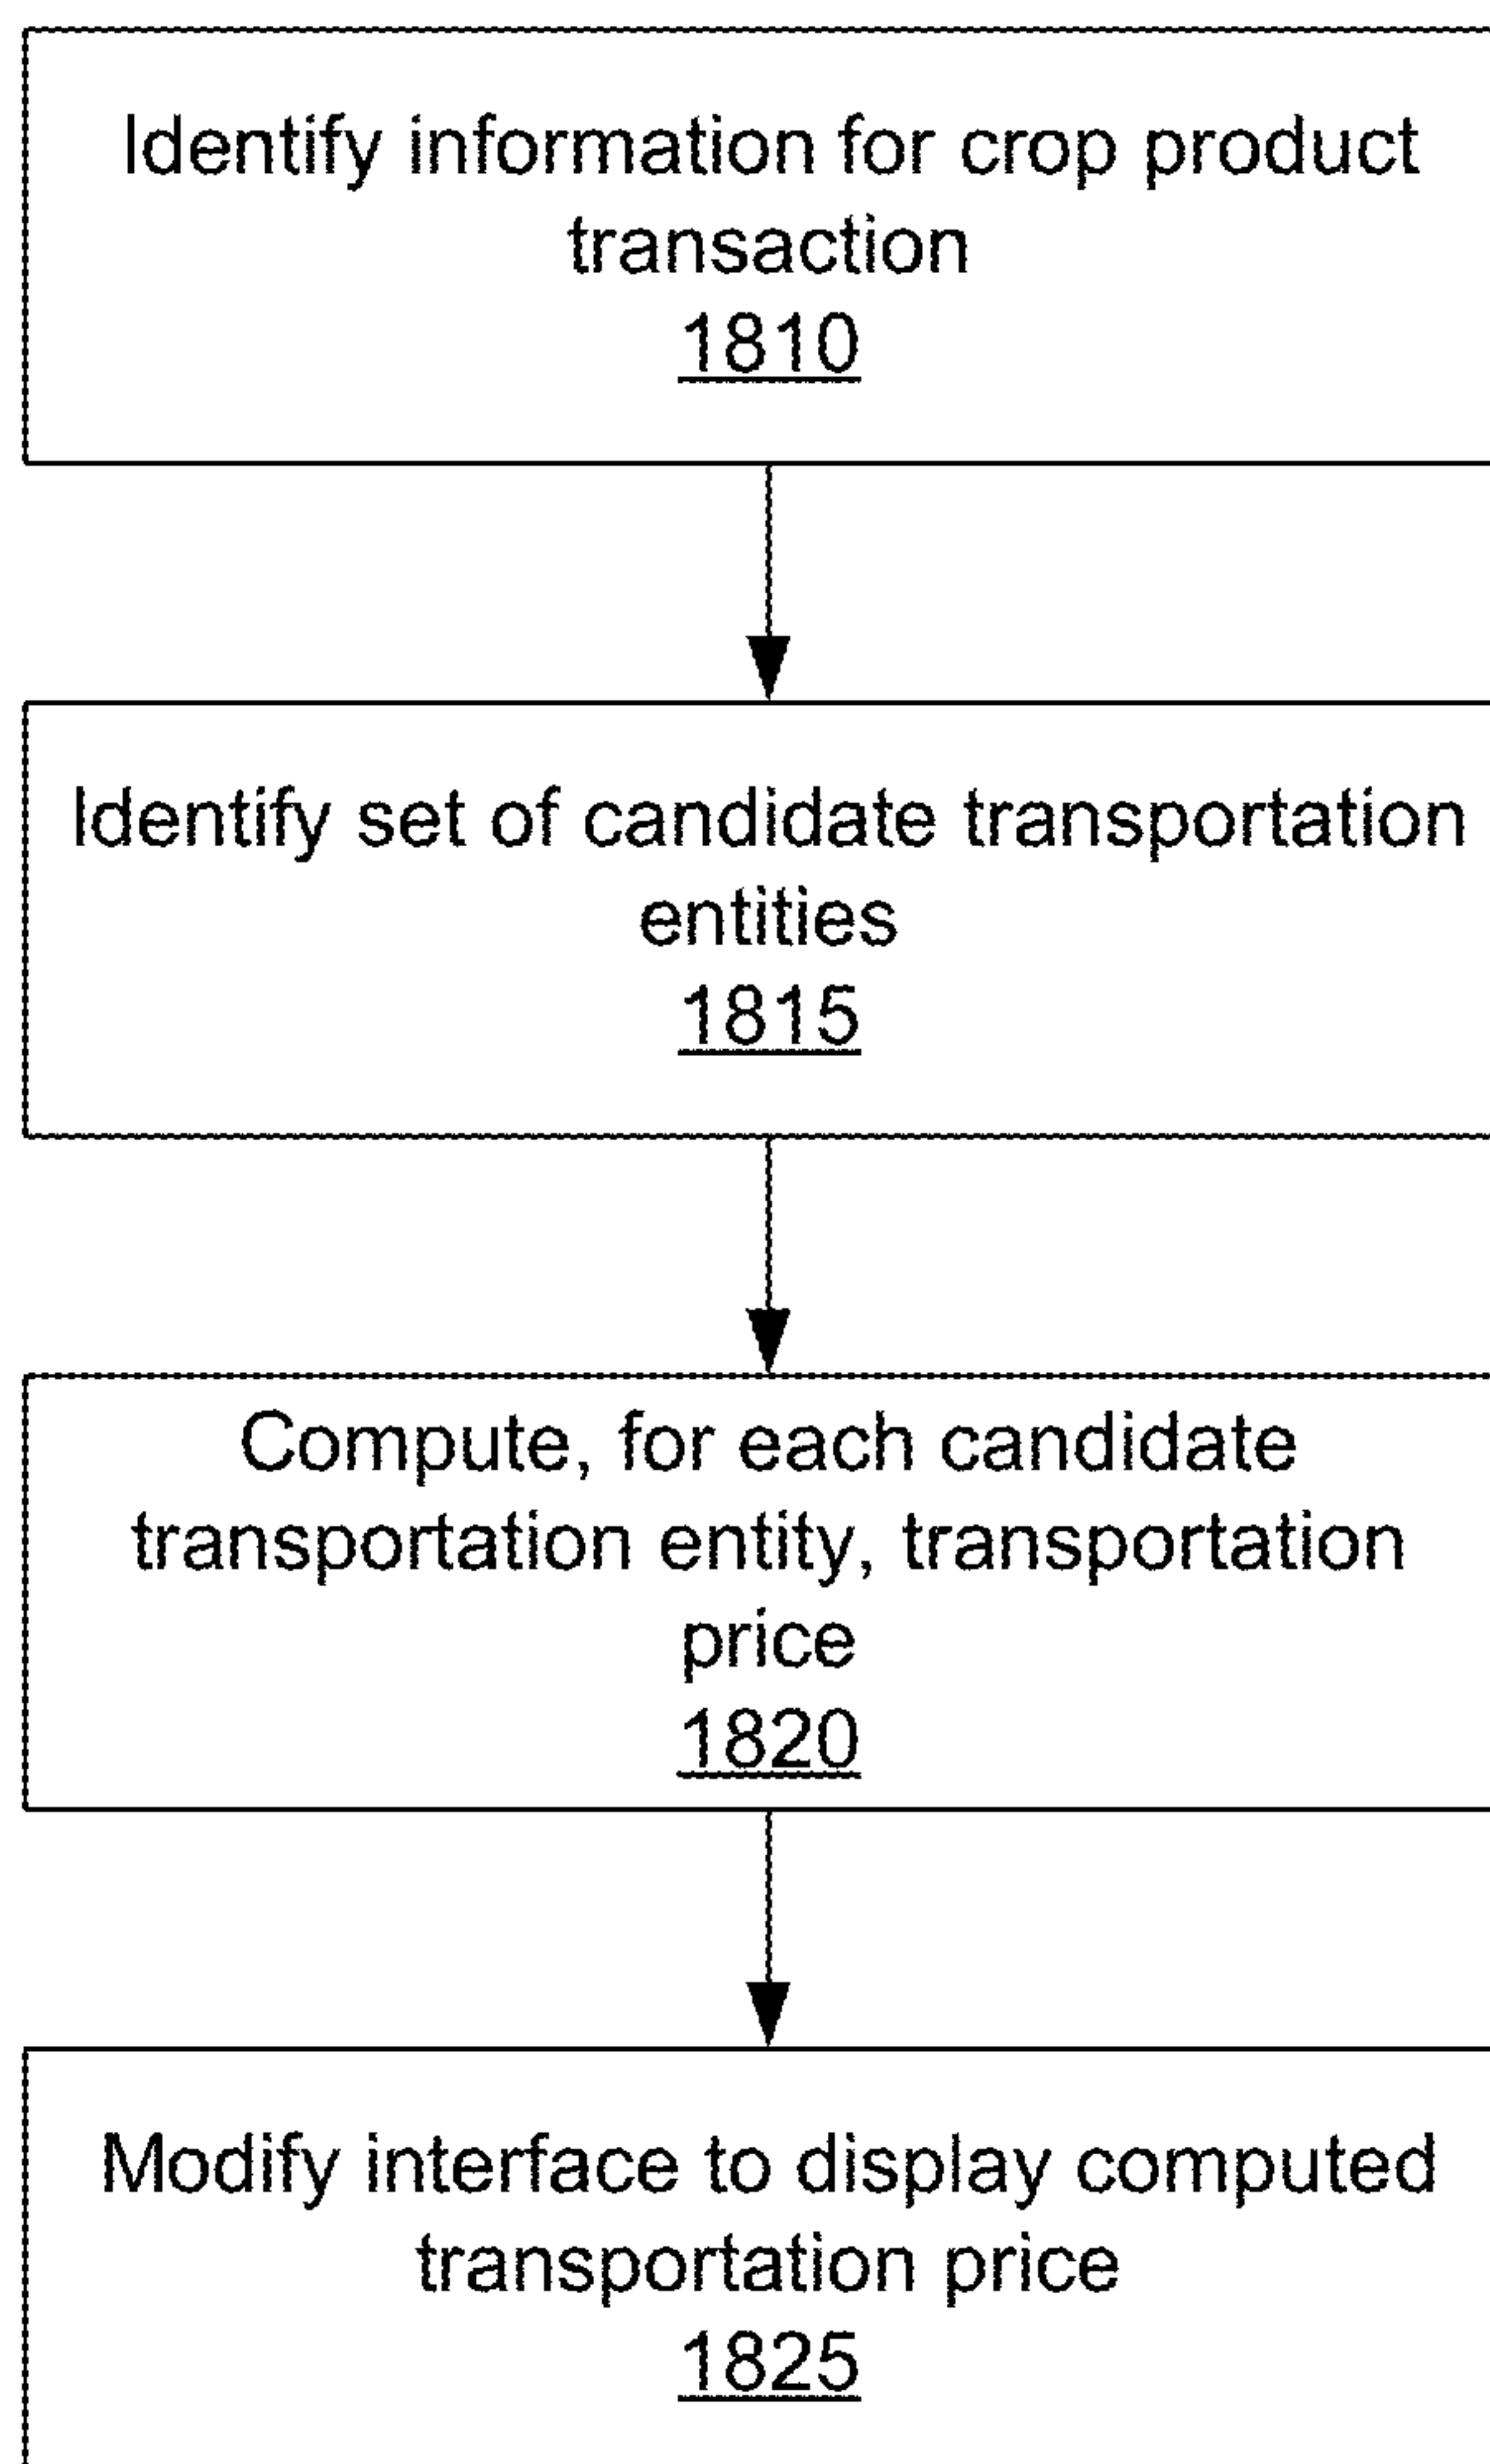 Identify information for crop product
transaction
1810
Identify set of candidate transportation
entities
1815
Compute, for each candidate
transportation entity, transportation
price
1820
Modify interface to display computed
transportation price
1825